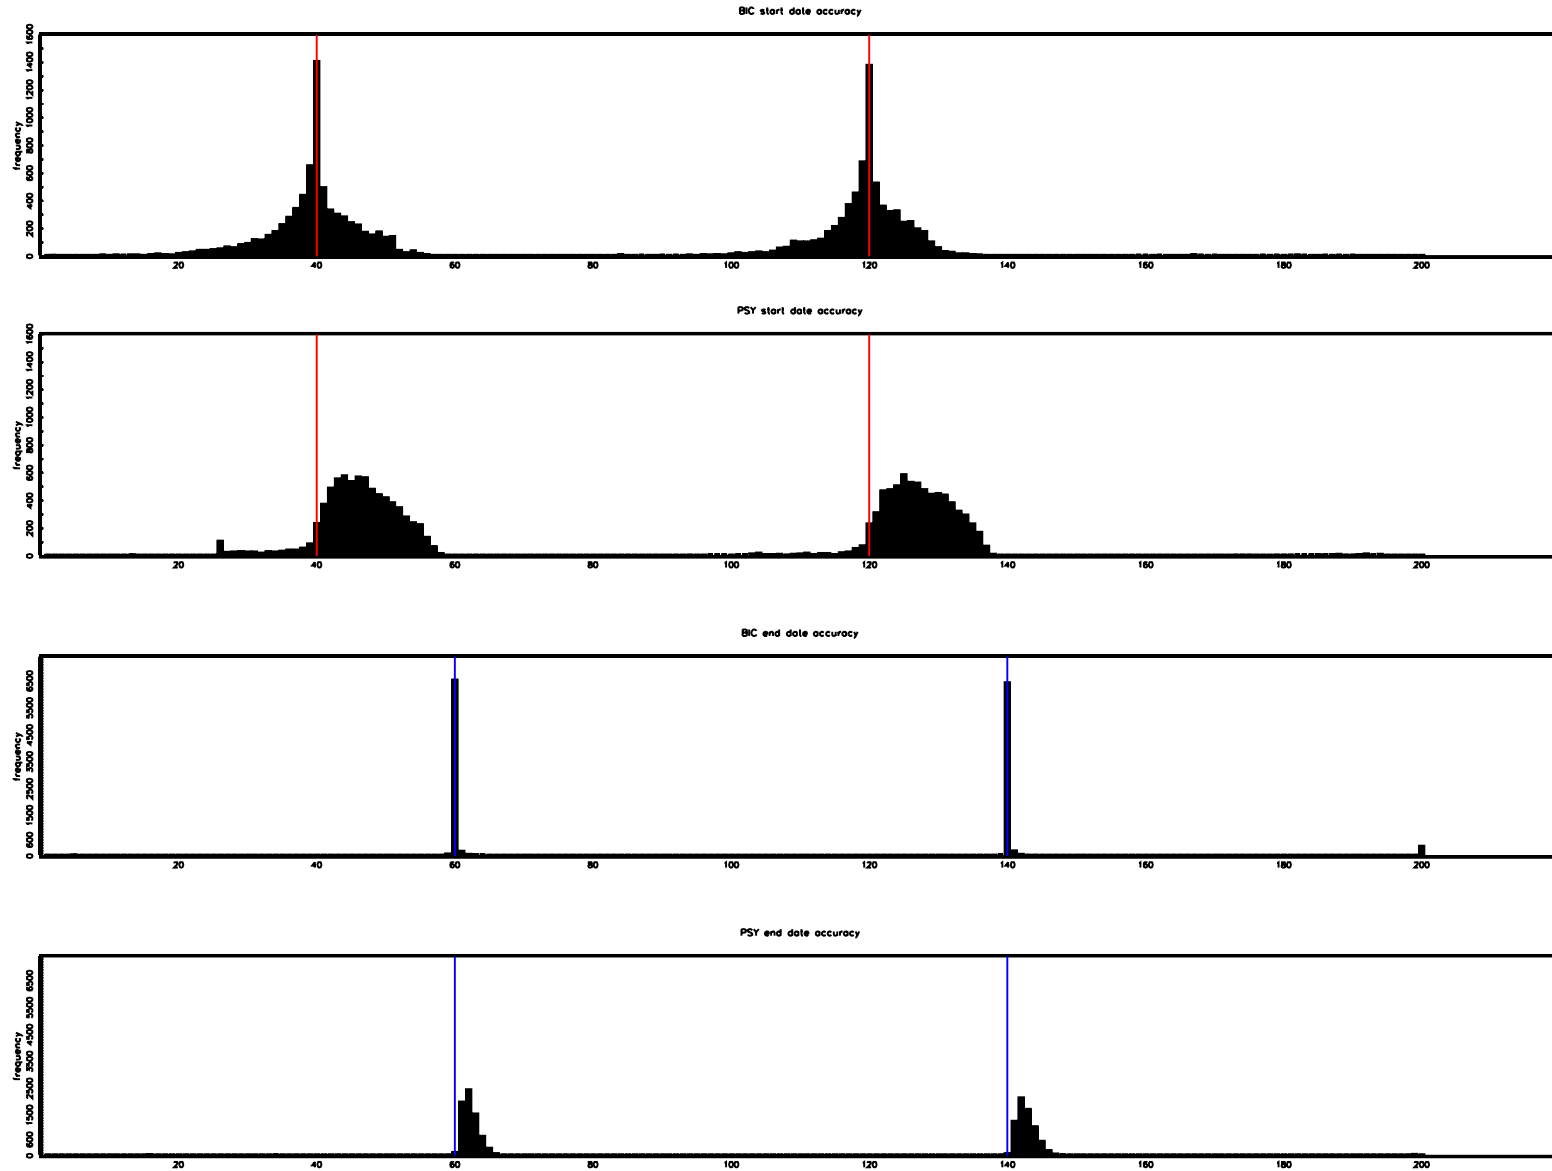 BIC start date accuracy
frequency
0 200 400 600 800 1000 1200 1400 1600
20 40 60 80 100 120 140 160 180 200
PSY start date accuracy
frequency
0 200 400 600 800 1000 1200 1400 1600
20 40 60 80 100 120 140 160 180 200
BIC end date accuracy
frequency
0 600 1500 2500 3500 4500 5500 6500
20 40 60 80 100 120 140 160 180 200
PSY end date accuracy
frequency
0 600 1500 2500 3500 4500 5500 6500
20 40 60 80 100 120 140 160 180 200